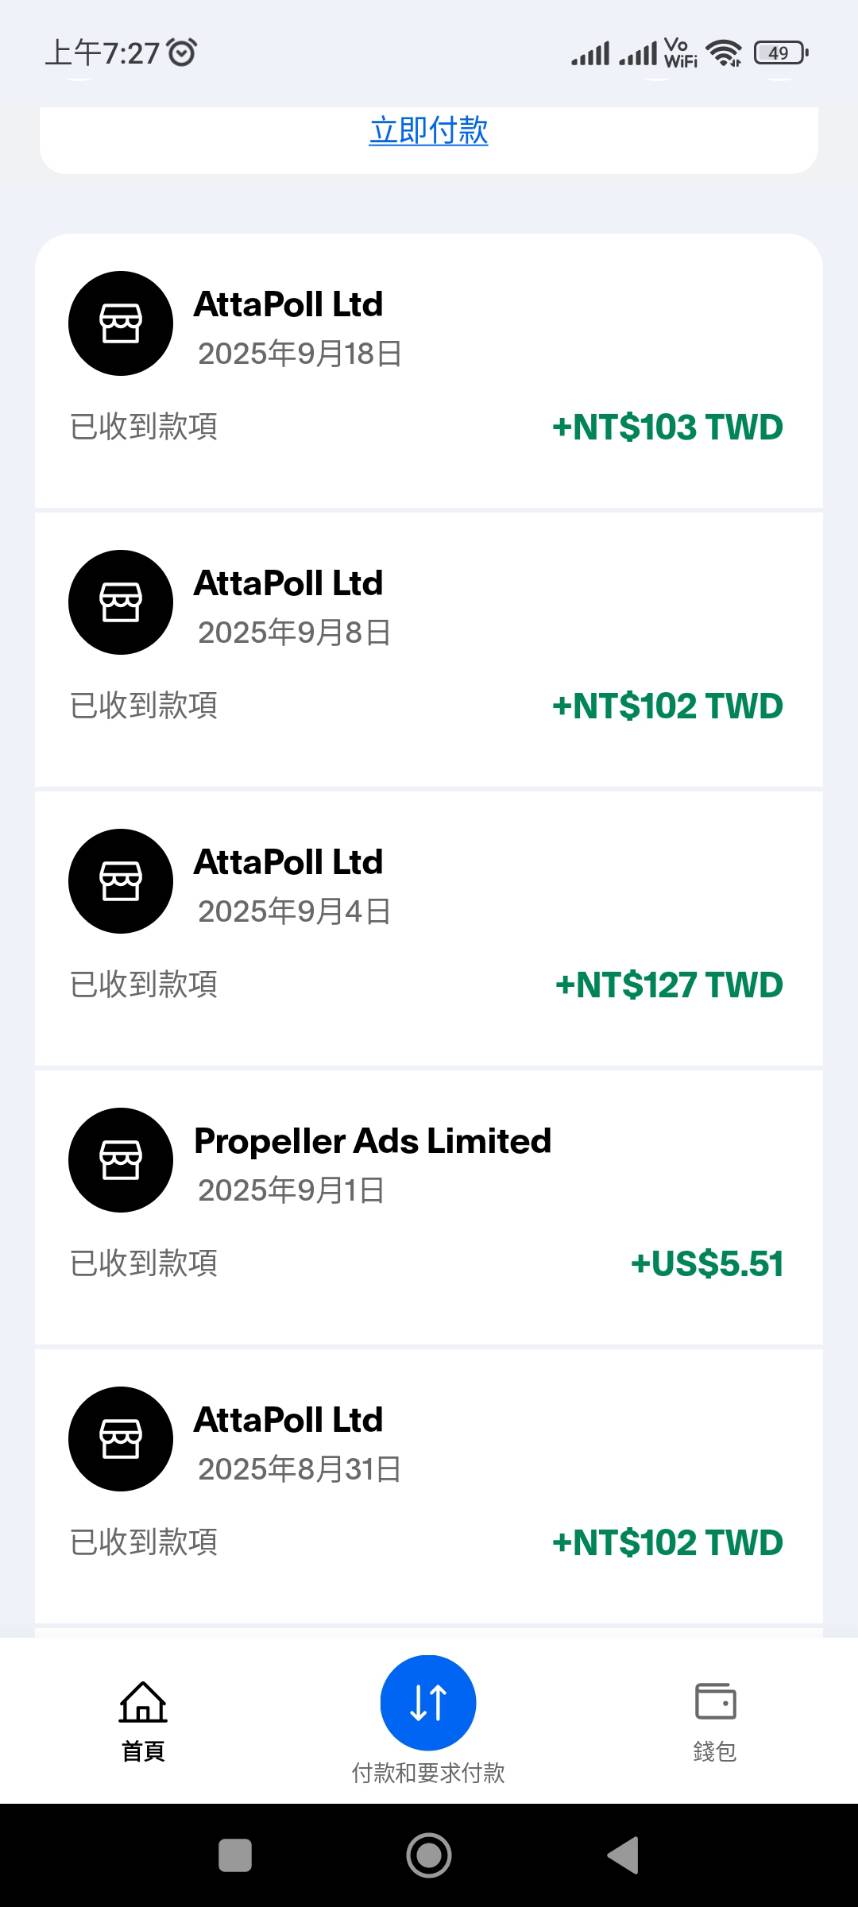 上午7:27
Vo
WiFi
49
立即付款
AttaPoll Ltd
2025年9月18日
已收到款項
+NT$103 TWD
AttaPoll Ltd
2025年9月8日
已收到款項
+NT$102 TWD
AttaPoll Ltd
2025年9月4日
已收到款項
+NT$127 TWD
Propeller Ads Limited
2025年9月1日
已收到款項
+US$5.51
AttaPoll Ltd
2025年8月31日
已收到款項
+NT$102 TWD
首頁
付款和要求付款
錢包